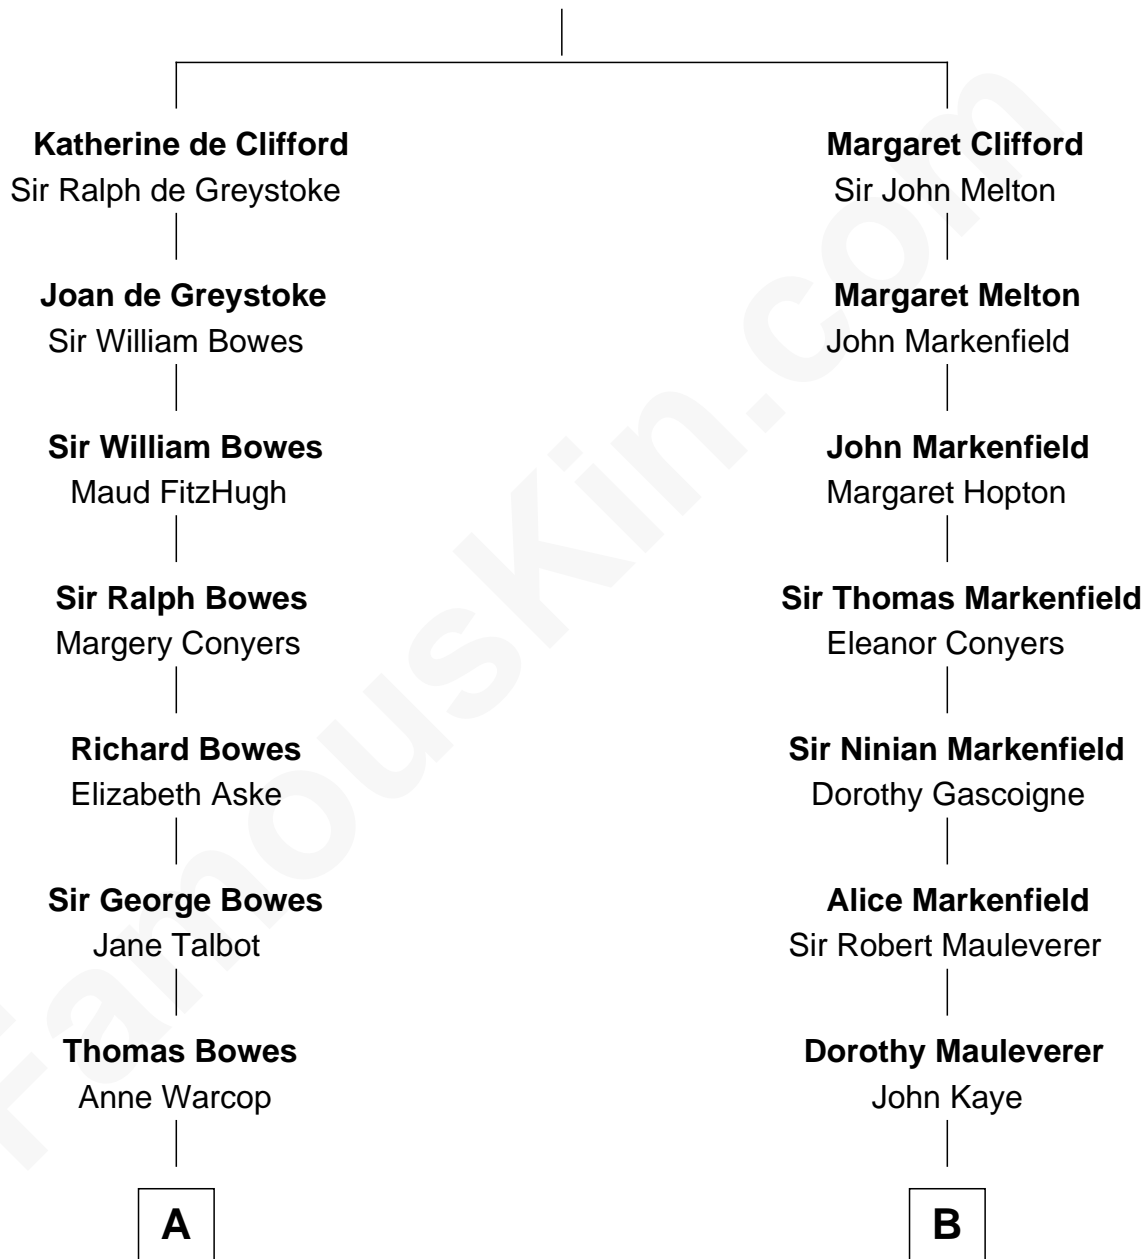 Katherine de Clifford
Sir Ralph de Greystoke
Margaret Clifford
Sir John Melton
Joan de Greystoke
Sir William Bowes
Margaret Melton
John Markenfield
Sir William Bowes
Maud FitzHugh
John Markenfield
Margaret Hopton
Sir Ralph Bowes
Margery Conyers
Sir Thomas Markenfield
Eleanor Conyers
Richard Bowes
Elizabeth Aske
Sir Ninian Markenfield
Dorothy Gascoigne
Sir George Bowes
Jane Talbot
Alice Markenfield
Sir Robert Mauleverer
Thomas Bowes
Anne Warcop
Dorothy Mauleverer
John Kaye
A
B
FamousKin.com